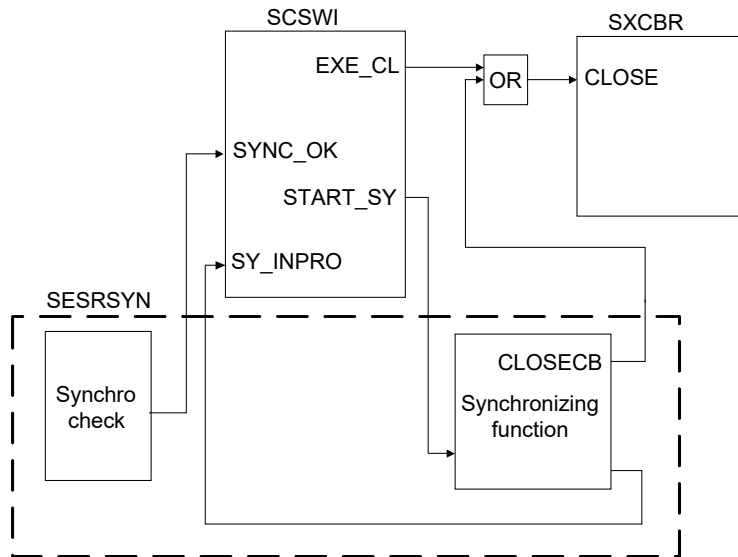 SCSWI
SXCBR
EXE_CL
OR
CLOSE
SYNC_OK
START_SY
SY_INPRO
SESRSYN
CLOSECB
Synchro
check
Synchronizing
function